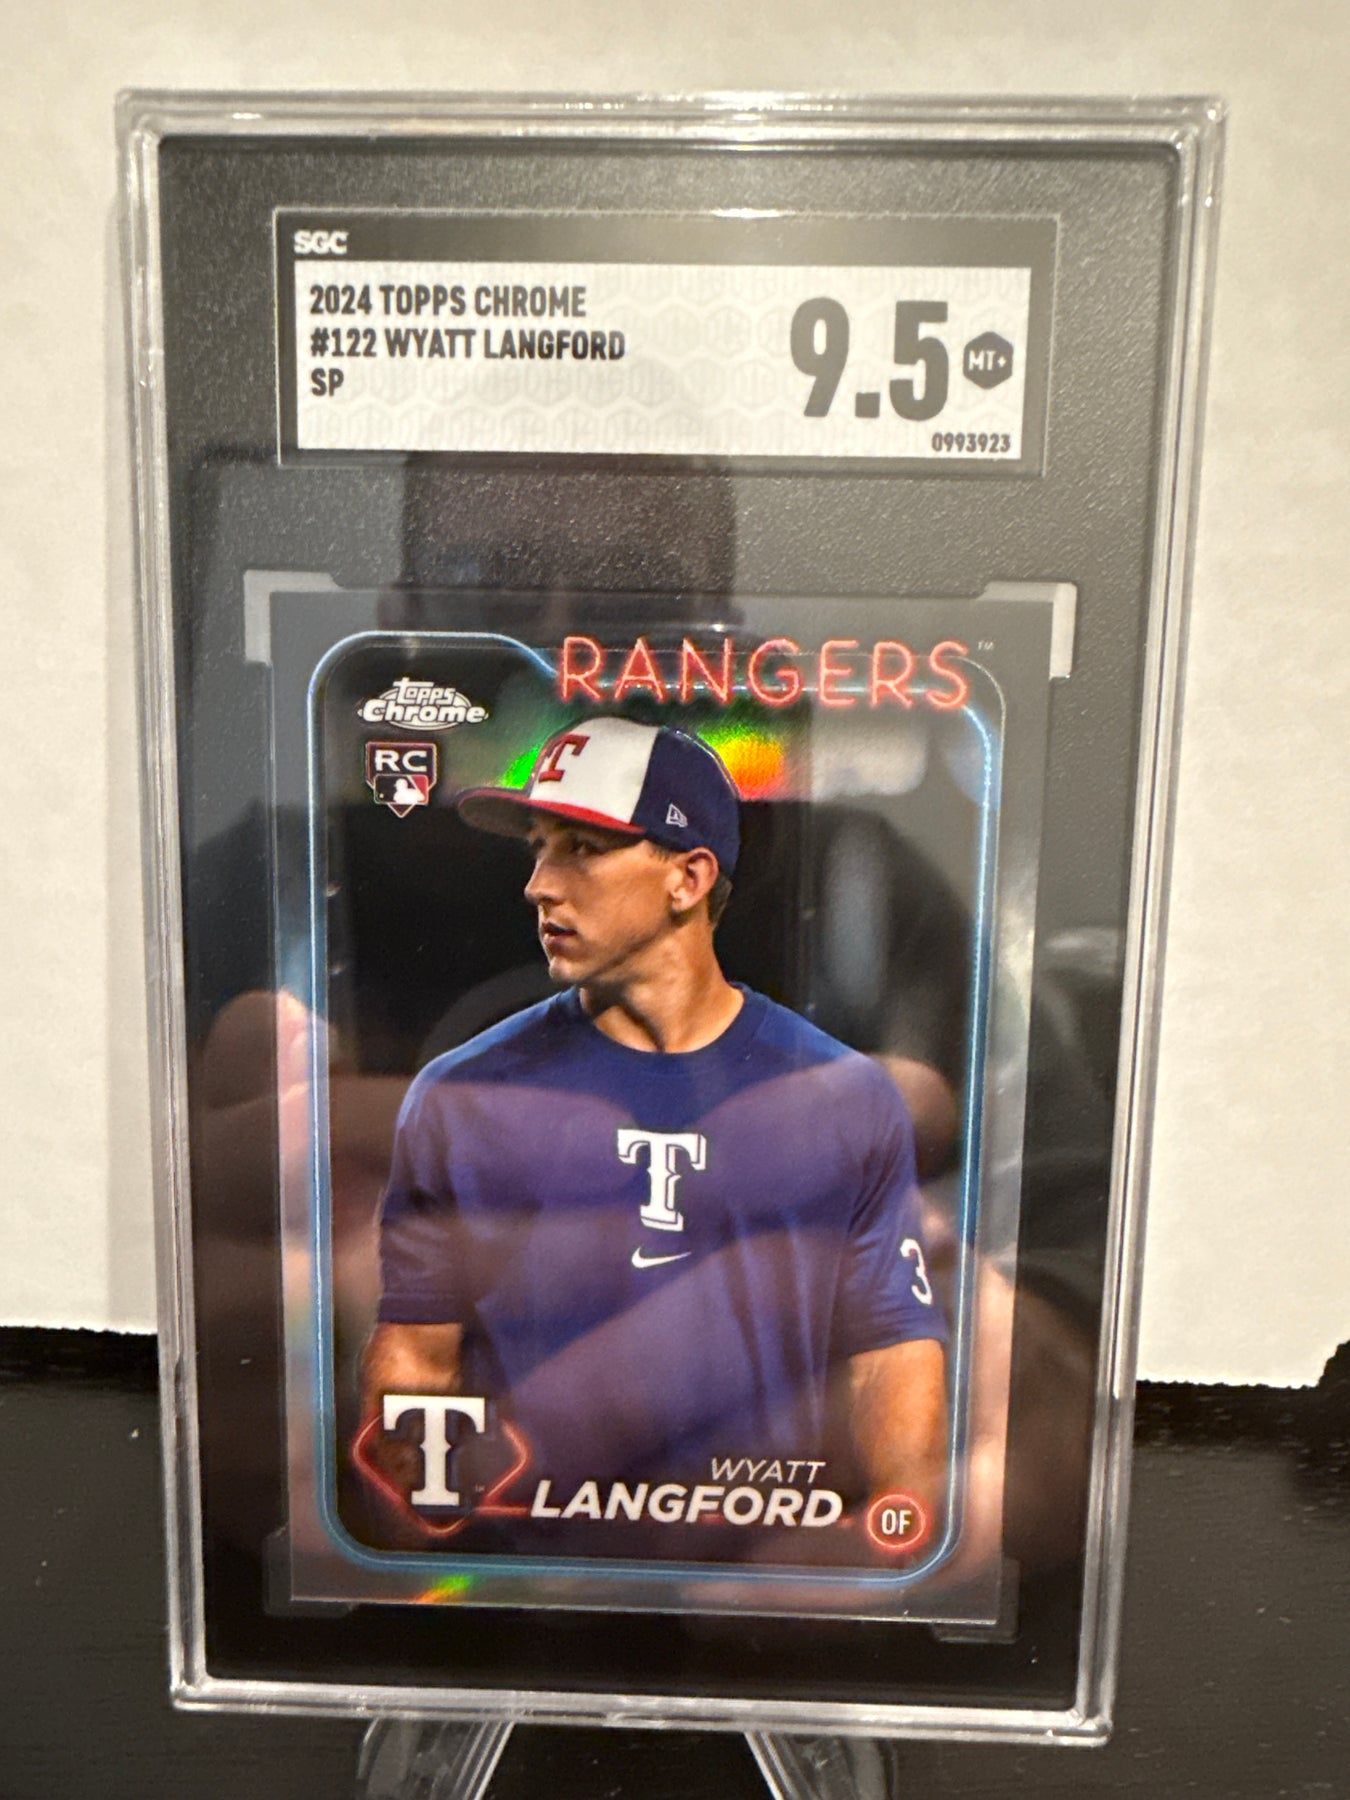 SGC
2024 TOPPS CHROME
#122 WYATT LANGFORD
SP
9.5
MT+
0993923
RANGERS™
topps
Chrome
RC
T
T
3
T
WYATT
LANGFORD
OF